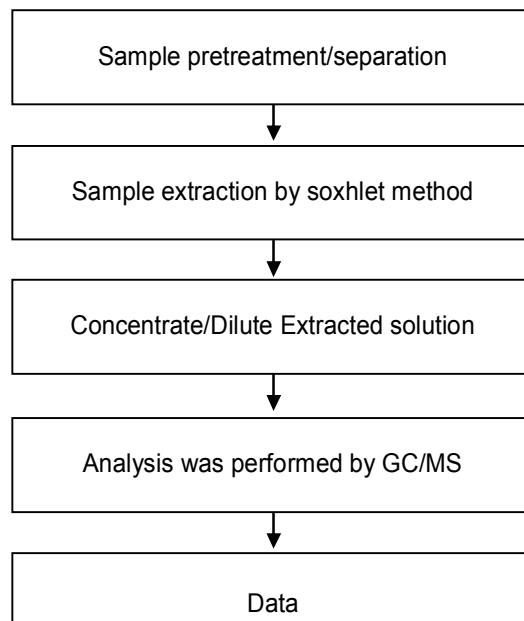 Sample pretreatment/separation
Sample extraction by soxhlet method
Concentrate/Dilute Extracted solution
Analysis was performed by GC/MS
Data